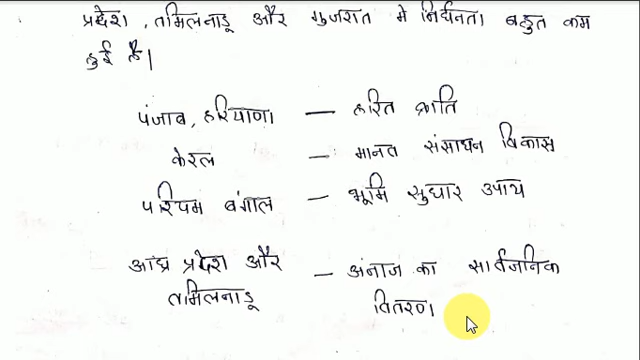 प्रदेश, तमिलनाडू और गुजरात मे निर्धनता बहुत कम
हुई है।
पंजाब, हरियाणा — हरित क्रांति
केरल — मानव संसाधन विकास
पश्चिम बंगाल — भूमि सुधार उपाय
आंध्र प्रदेश और — अनाज का सार्वजनिक
तमिलनाडू वितरण।